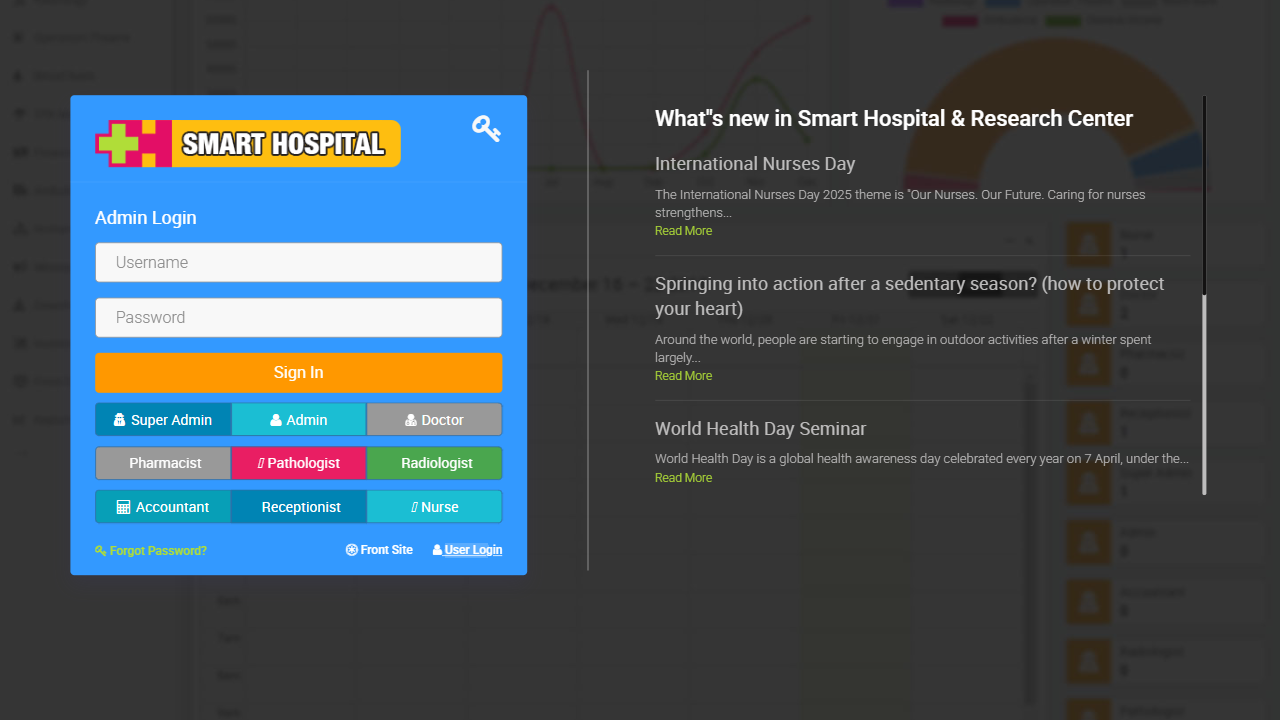 SMART HOSPITAL
Admin Login
Username
Password
Sign In
Super Admin
Admin
Doctor
Pharmacist
Pathologist
Radiologist
Accountant
Receptionist
Nurse
Forgot Password?
Front Site
User Login
What"s new in Smart Hospital & Research Center
International Nurses Day
The International Nurses Day 2025 theme is "Our Nurses. Our Future. Caring for nurses
strengthens...
Read More
Springing into action after a sedentary season? (how to protect
your heart)
Around the world, people are starting to engage in outdoor activities after a winter spent
largely...
Read More
World Health Day Seminar
World Health Day is a global health awareness day celebrated every year on 7 April, under the...
Read More